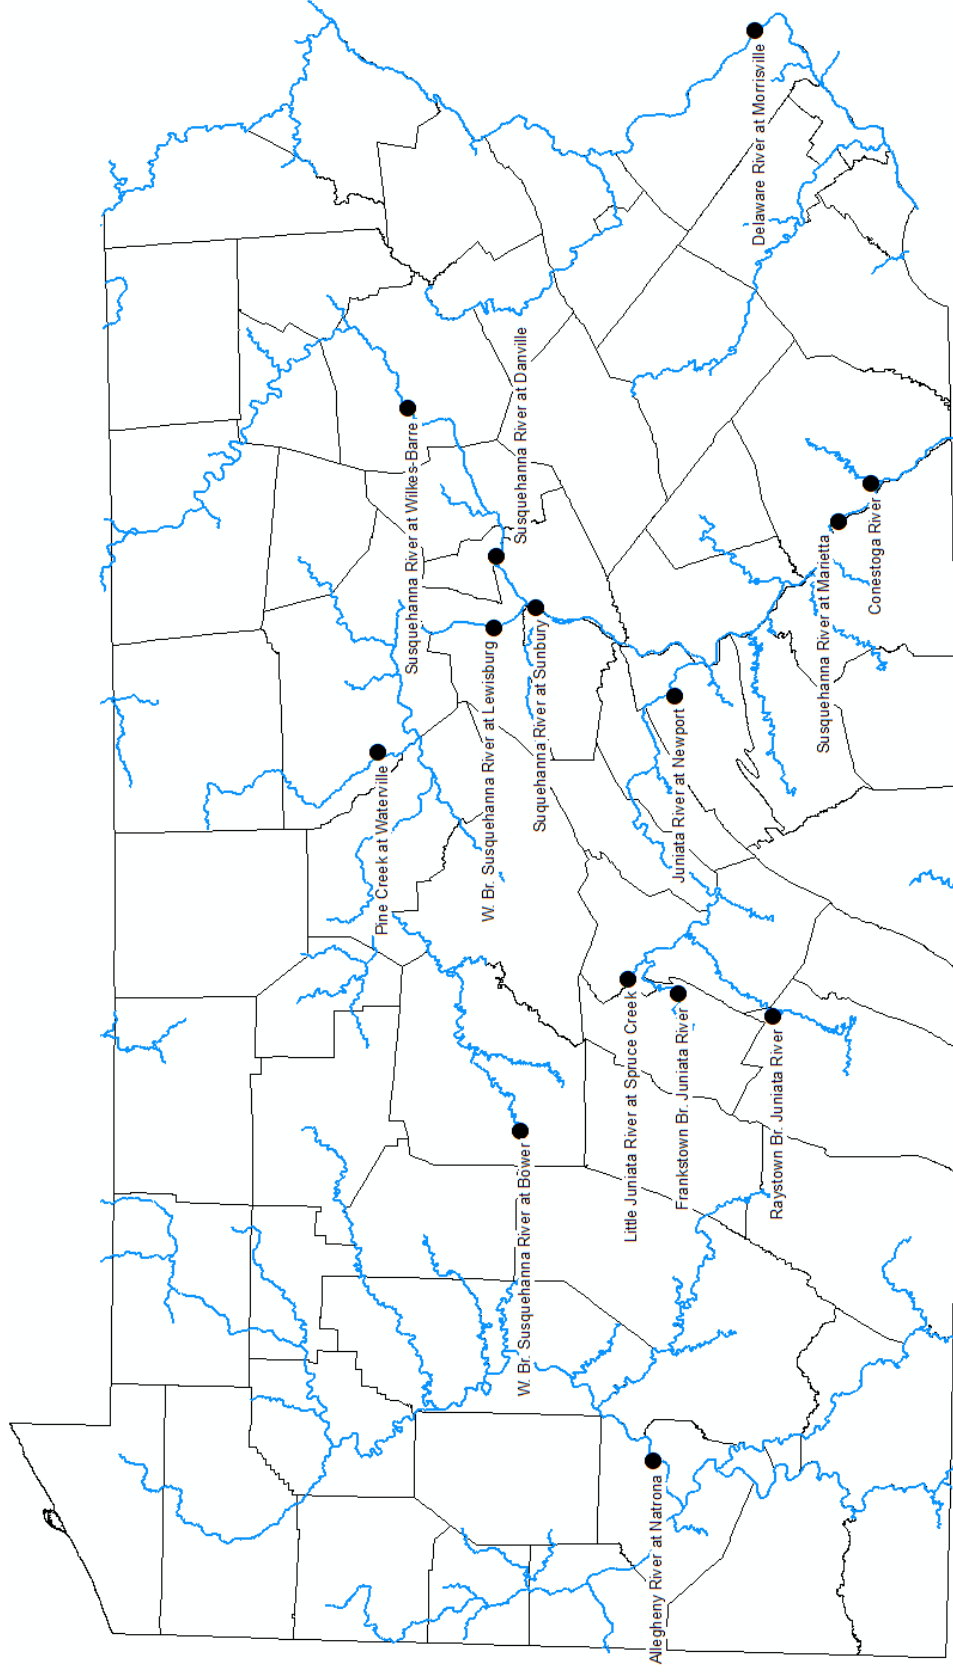 Delaware River at Morrisville
Susquehanna River at Danville
Susquehanna River at Wilkes-Barre
Conestoga River
Susquehanna River at Marietta
Suquehanna River at Sunbury
W. Br. Susquehanna River at Lewisburg
Juniata River at Newport
Pine Creek at Waterville
Little Juniata River at Spruce Creek
Frankstown Br. Juniata River
Raystown Br. Juniata River
W. Br. Susquehanna River at Bower
Allegheny River at Natrona